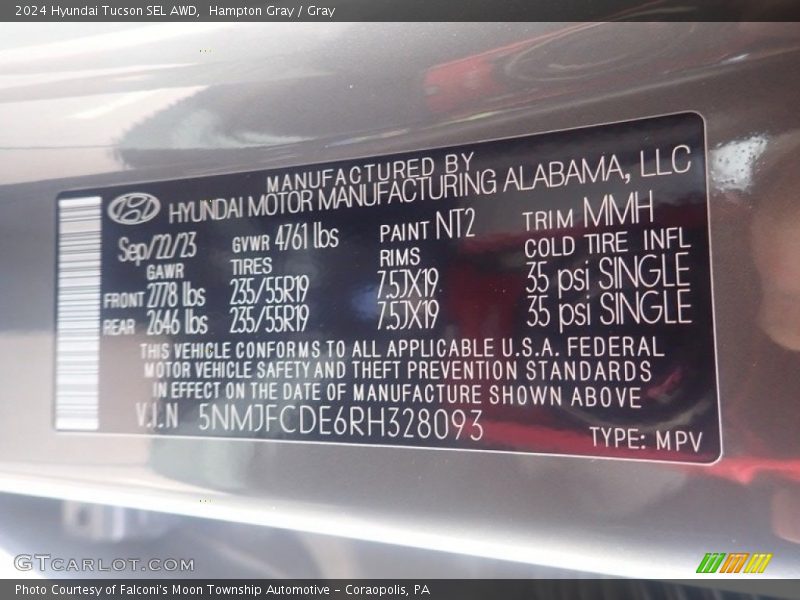 2024 Hyundai Tucson SEL AWD,  Hampton Gray / Gray
MANUFACTURED BY
HYUNDAI MOTOR MANUFACTURING ALABAMA, LLC
Sep/22/23 GVWR 4761 lbs PAINT NT2 TRIM MMH
GAWR TIRES RIMS COLD TIRE INFL
FRONT 2778 lbs 235/55R19 7.5JX19 35 psi SINGLE
REAR 2646 lbs 235/55R19 7.5JX19 35 psi SINGLE
THIS VEHICLE CONFORMS TO ALL APPLICABLE U.S.A. FEDERAL
MOTOR VEHICLE SAFETY AND THEFT PREVENTION STANDARDS
IN EFFECT ON THE DATE OF MANUFACTURE SHOWN ABOVE
V.I.N 5NMJFCDE6RH328093
TYPE: MPV
GTCARLOT.COM
Photo Courtesy of Falconi's Moon Township Automotive – Coraopolis, PA